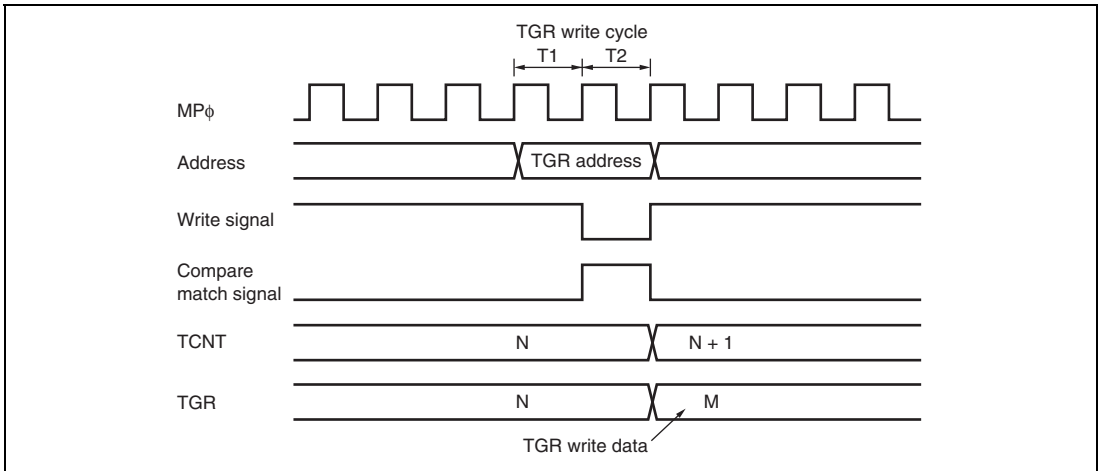 TGR write cycle
T1 T2
MPϕ
Address TGR address
Write signal
Compare
match signal
TCNT N N + 1
TGR N M
TGR write data